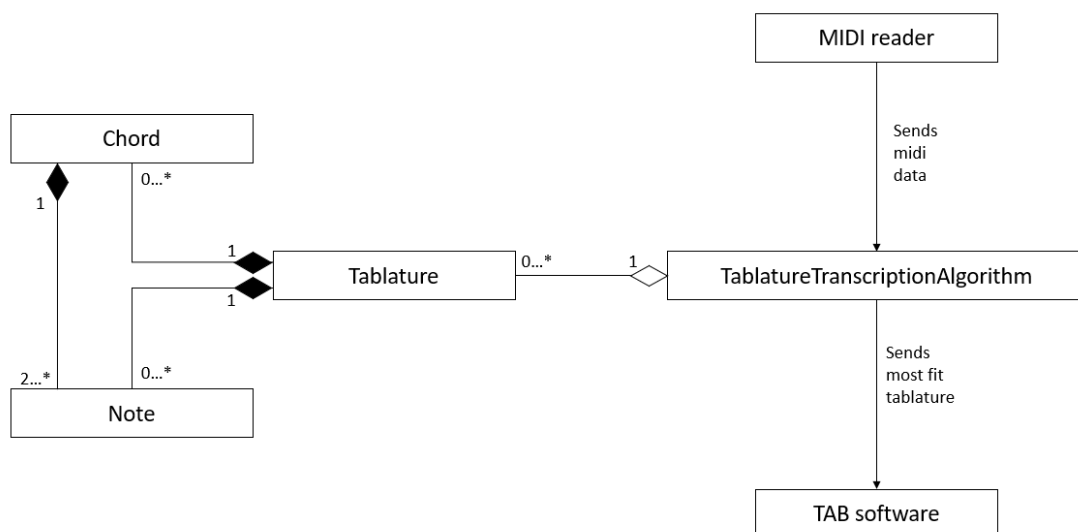 MIDI reader
Chord
Sends
midi
data
0...*
1
1
0...*
1
Tablature
TablatureTranscriptionAlgorithm
1
Sends
most fit
tablature
2...*
0...*
Note
TAB software